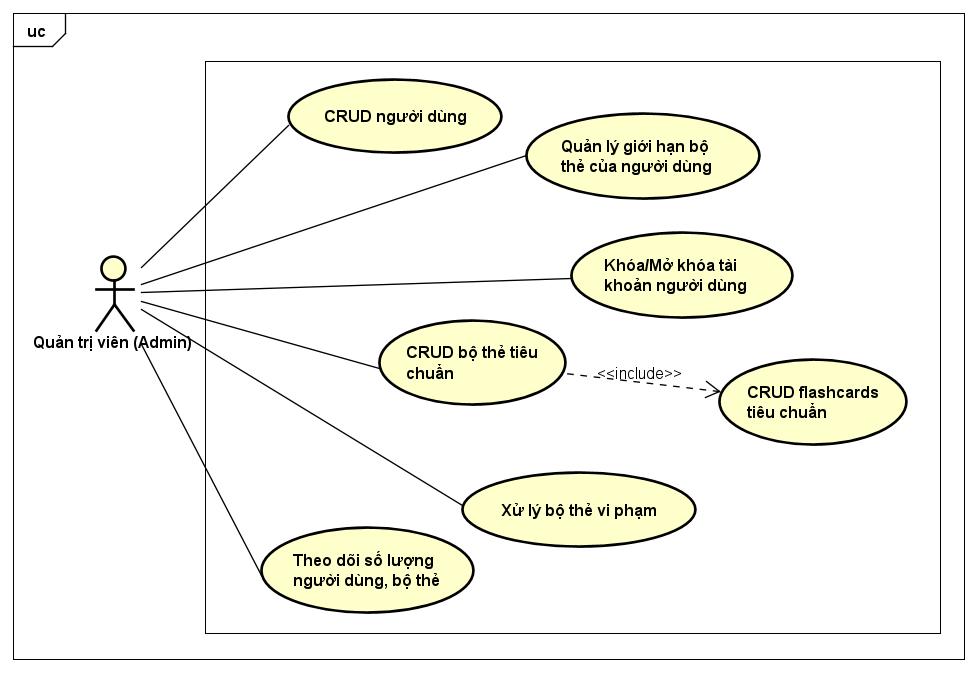 uc
CRUD người dùng
Quản lý giới hạn bộ
thẻ của người dùng
Khóa/Mở khóa tài
khoản người dùng
Quản trị viên (Admin)
CRUD bộ thẻ tiêu
chuẩn
<<include>>
CRUD flashcards
tiêu chuẩn
Xử lý bộ thẻ vi phạm
Theo dõi số lượng
người dùng, bộ thẻ